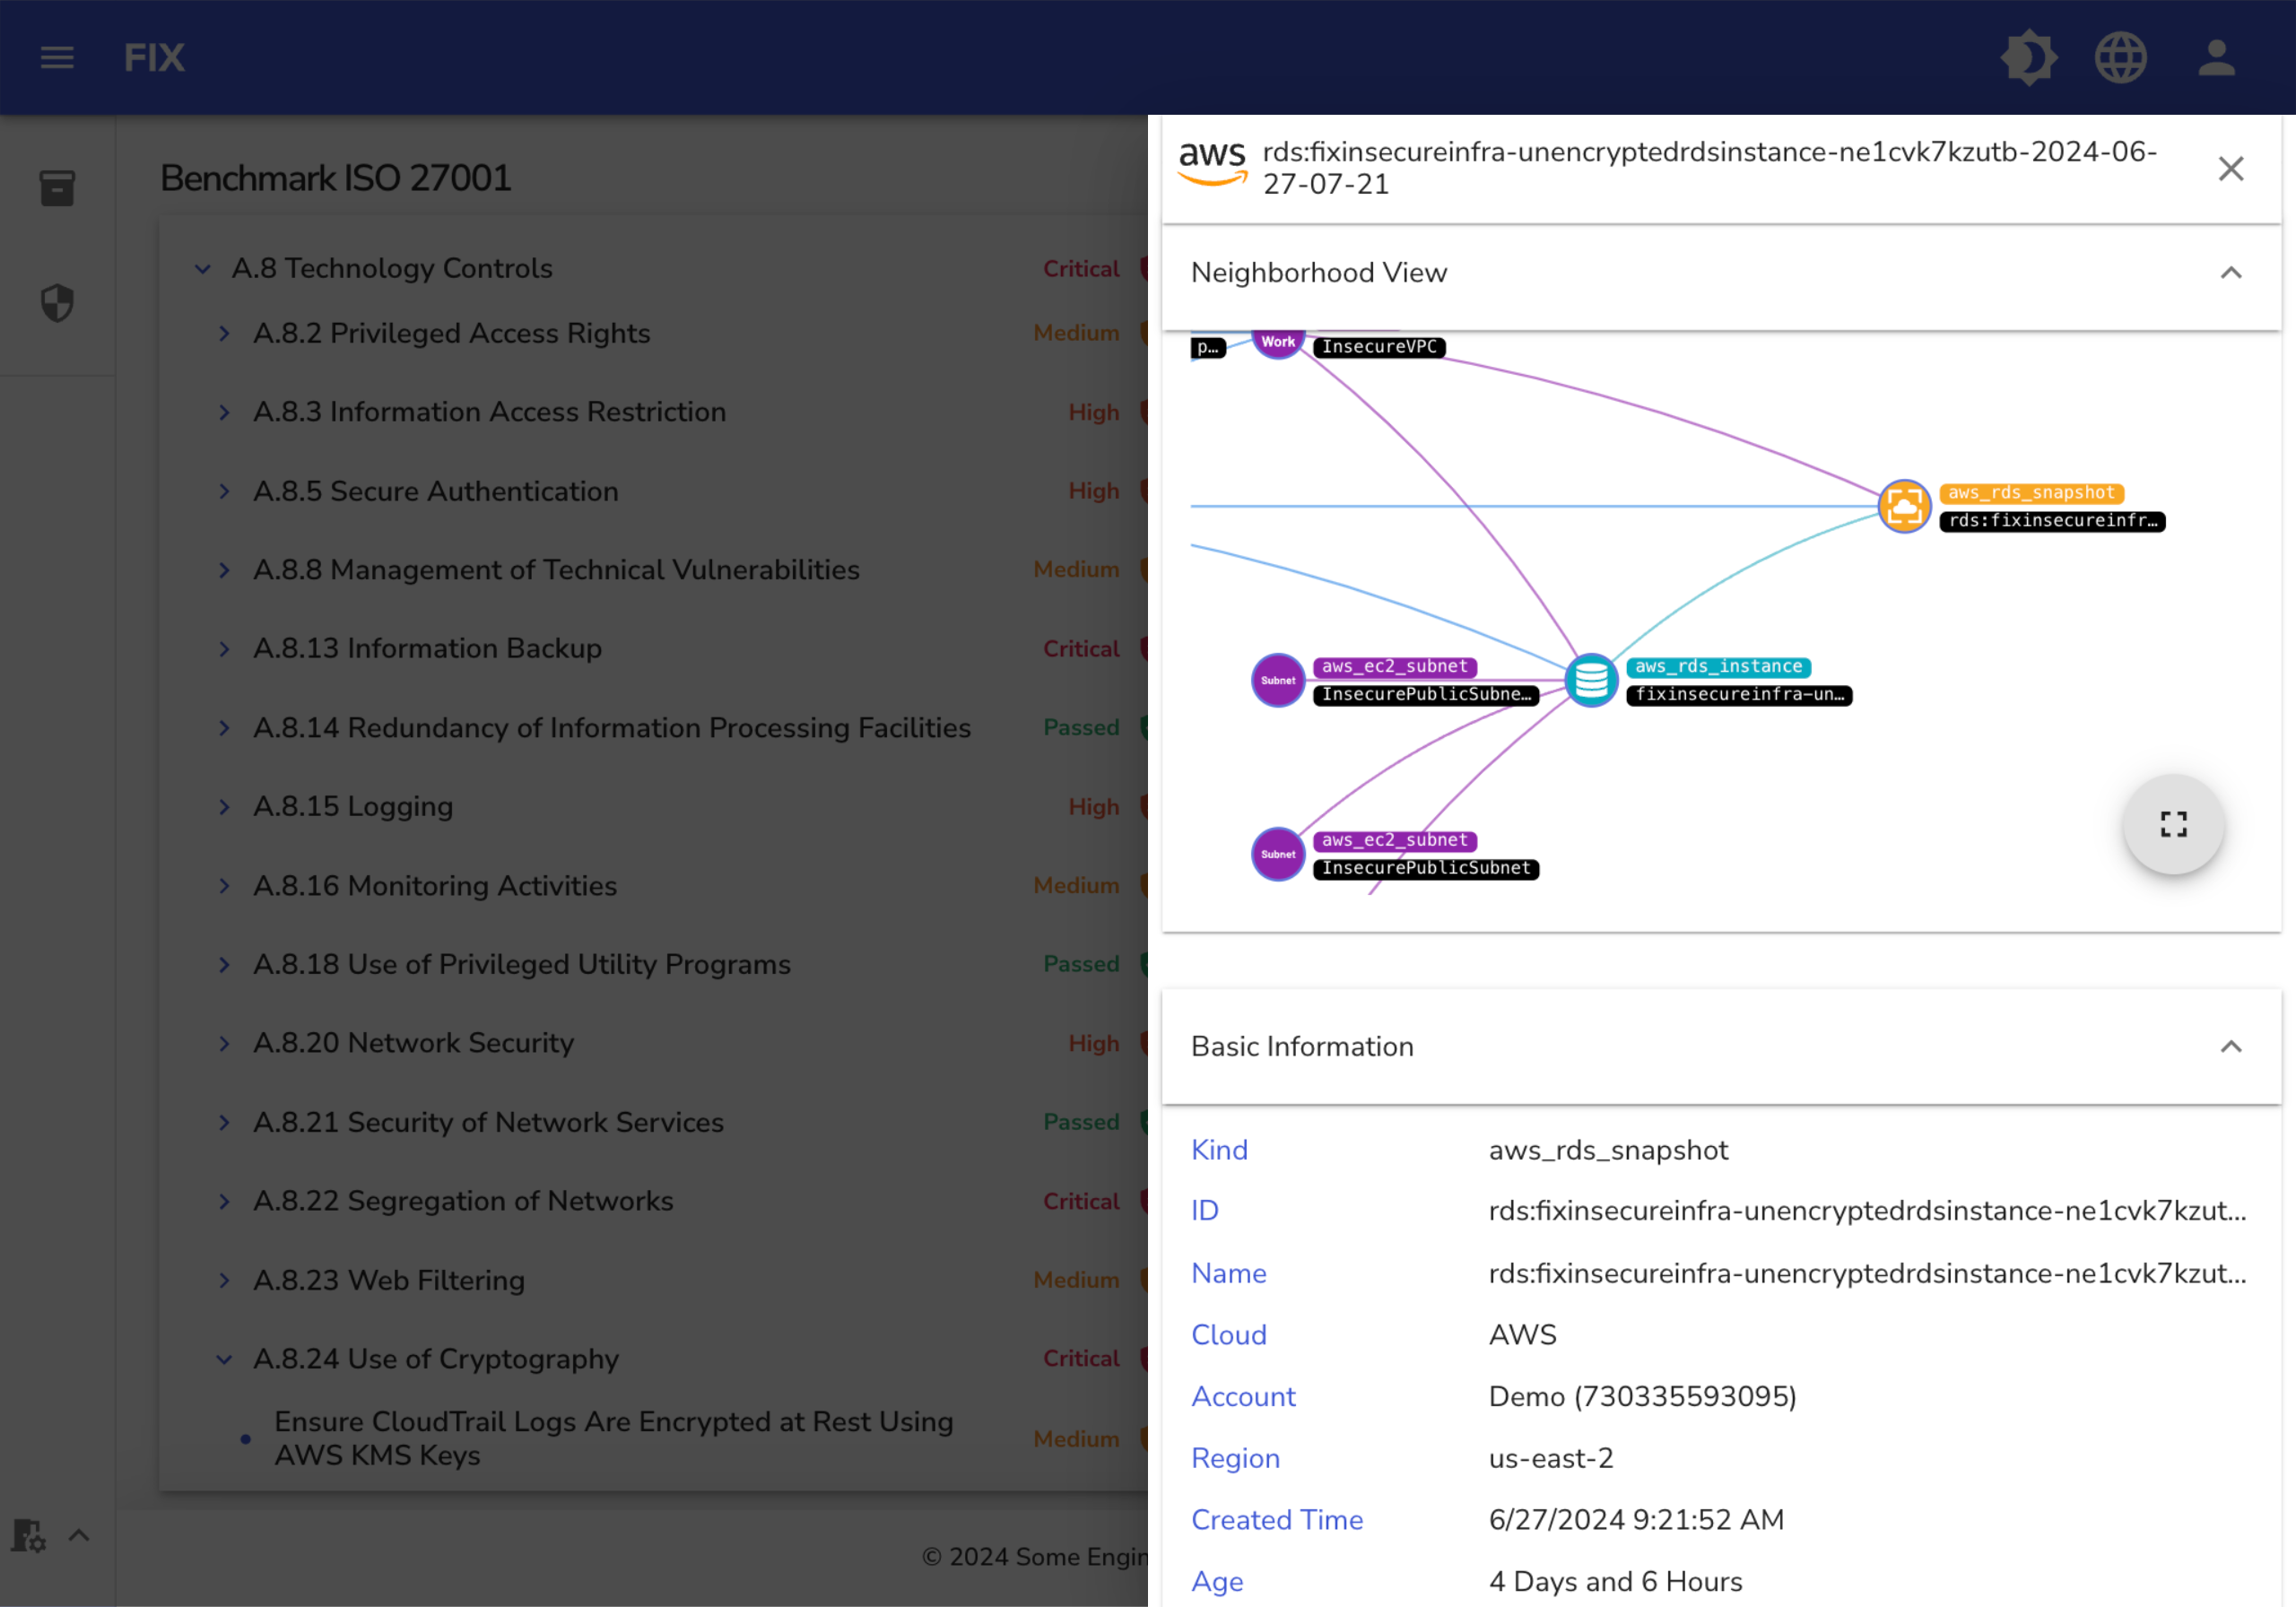 FIX
Benchmark ISO 27001
A.8 Technology Controls
Critical
A.8.2 Privileged Access Rights
Medium
A.8.3 Information Access Restriction
High
A.8.5 Secure Authentication
High
A.8.8 Management of Technical Vulnerabilities
Medium
A.8.13 Information Backup
Critical
A.8.14 Redundancy of Information Processing Facilities
Passed
A.8.15 Logging
High
A.8.16 Monitoring Activities
Medium
A.8.18 Use of Privileged Utility Programs
Passed
A.8.20 Network Security
High
A.8.21 Security of Network Services
Passed
A.8.22 Segregation of Networks
Critical
A.8.23 Web Filtering
Medium
A.8.24 Use of Cryptography
Critical
Ensure CloudTrail Logs Are Encrypted at Rest Using
AWS KMS Keys
Medium
© 2024 Some Engin
aws
rds:fixinsecureinfra-unencryptedrdsinstance-ne1cvk7kzutb-2024-06-
27-07-21
Neighborhood View
p...
Work
InsecureVPC
aws_rds_snapshot
rds:fixinsecureinfr...
Subnet
aws_ec2_subnet
InsecurePublicSubne...
aws_rds_instance
fixinsecureinfra-un...
Subnet
aws_ec2_subnet
InsecurePublicSubnet
Basic Information
Kind
aws_rds_snapshot
ID
rds:fixinsecureinfra-unencryptedrdsinstance-ne1cvk7kzut...
Name
rds:fixinsecureinfra-unencryptedrdsinstance-ne1cvk7kzut...
Cloud
AWS
Account
Demo (730335593095)
Region
us-east-2
Created Time
6/27/2024 9:21:52 AM
Age
4 Days and 6 Hours